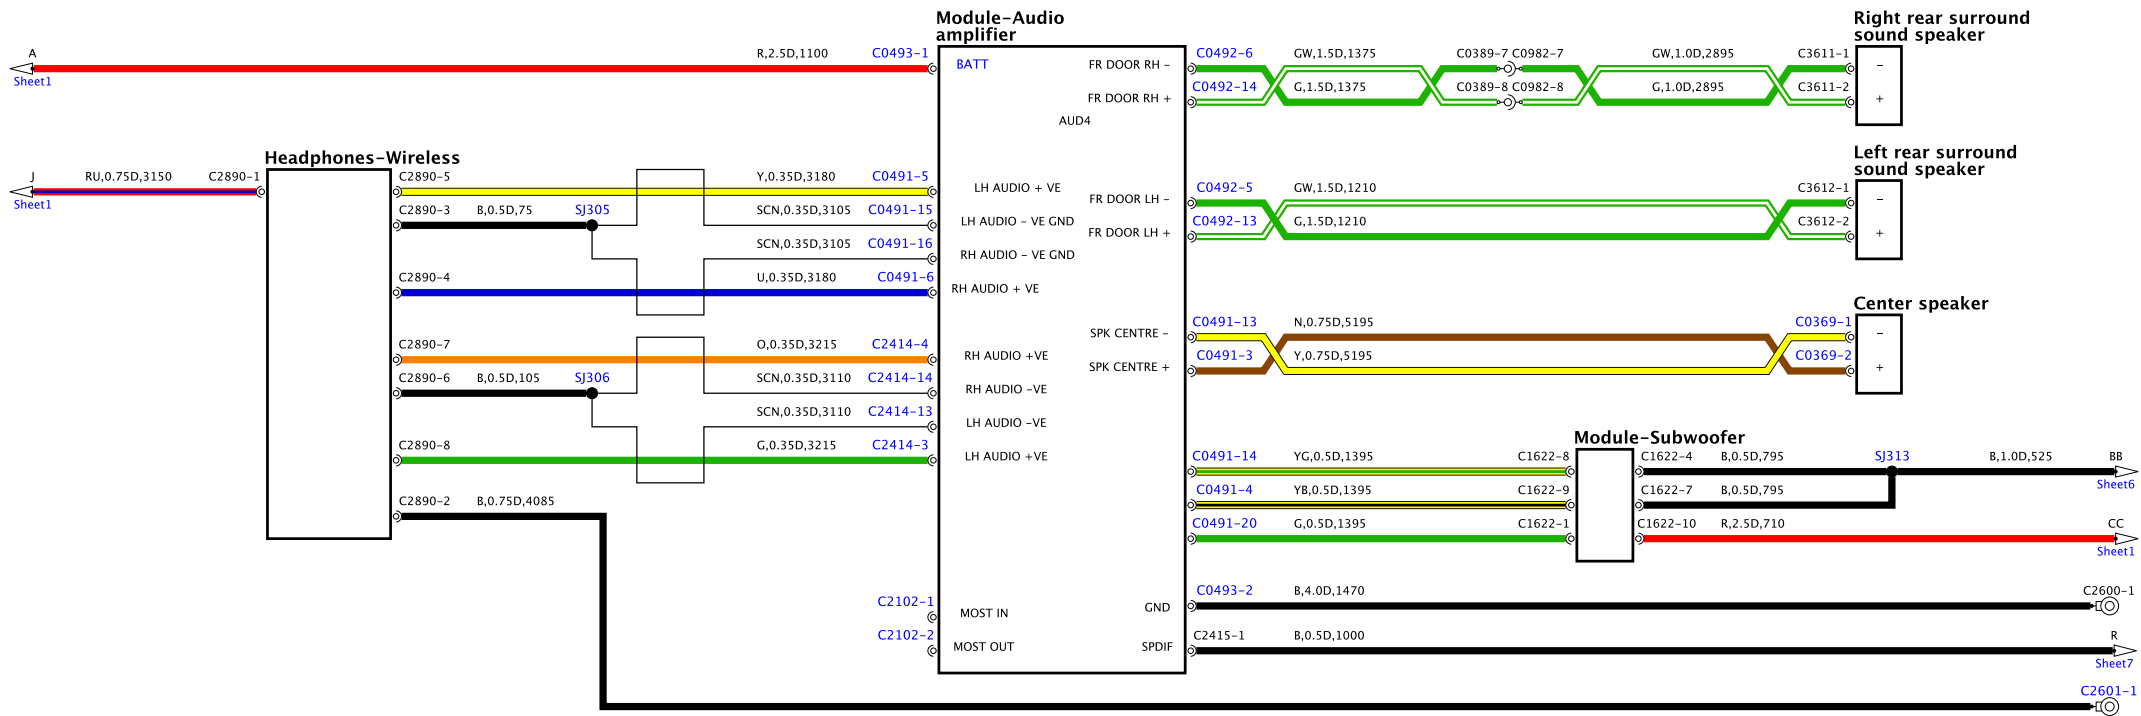 Module-Audio
amplifier
Right rear surround
sound speaker
A
R,2.5D,1100
C0493-1
C0492-6
GW,1.5D,1375
C0389-7 C0982-7
GW,1.0D,2895
C3611-1
BATT
FR DOOR RH -
-
Sheet1
C0492-14
G,1.5D,1375
C0389-8 C0982-8
G,1.0D,2895
C3611-2
FR DOOR RH +
+
AUD4
Headphones-Wireless
Left rear surround
sound speaker
J
RU,0.75D,3150
C2890-1
C2890-5
Y,0.35D,3180
C0491-5
LH AUDIO + VE
C0492-5
GW,1.5D,1210
C3612-1
FR DOOR LH -
-
Sheet1
C2890-3
B,0.5D,75
SJ305
SCN,0.35D,3105
C0491-15
LH AUDIO - VE GND
C0492-13
G,1.5D,1210
C3612-2
FR DOOR LH +
+
SCN,0.35D,3105
C0491-16
RH AUDIO - VE GND
C2890-4
U,0.35D,3180
C0491-6
RH AUDIO + VE
Center speaker
C0491-13
N,0.75D,5195
C0369-1
SPK CENTRE -
-
C2890-7
O,0.35D,3215
C2414-4
RH AUDIO +VE
C0491-3
Y,0.75D,5195
C0369-2
SPK CENTRE +
+
C2890-6
B,0.5D,105
SJ306
SCN,0.35D,3110
C2414-14
RH AUDIO -VE
SCN,0.35D,3110
C2414-13
LH AUDIO -VE
Module-Subwoofer
C2890-8
G,0.35D,3215
C2414-3
LH AUDIO +VE
C0491-14
YG,0.5D,1395
C1622-8
C1622-4
B,0.5D,795
SJ313
B,1.0D,525
BB
Sheet6
C2890-2
B,0.75D,4085
C0491-4
YB,0.5D,1395
C1622-9
C1622-7
B,0.5D,795
C0491-20
G,0.5D,1395
C1622-1
C1622-10
R,2.5D,710
CC
Sheet1
C2102-1
MOST IN
C0493-2
B,4.0D,1470
C2600-1
GND
C2102-2
MOST OUT
C2415-1
B,0.5D,1000
R
SPDIF
Sheet7
C2601-1